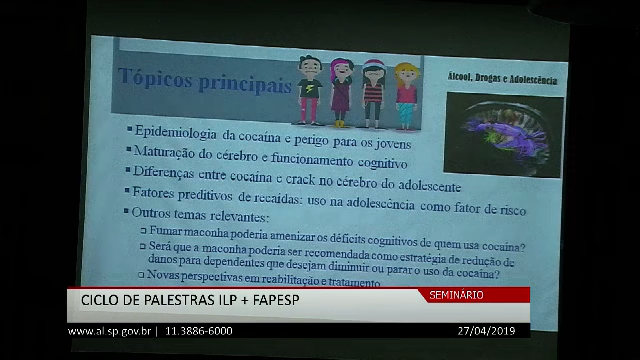 Tópicos principais
Álcool, Drogas e Adolescência
▪ Epidemiologia da cocaína e perigo para os jovens
▪ Maturação do cérebro e funcionamento cognitivo
▪ Diferenças entre cocaína e crack no cérebro do adolescente
▪ Fatores preditivos de recaídas: uso na adolescência como fator de risco
▪ Outros temas relevantes:
□ Fumar maconha poderia amenizar os déficits cognitivos de quem usa cocaína?
□ Será que a maconha poderia ser recomendada como estratégia de redução de
danos para dependentes que desejam diminuir ou parar o uso da cocaína?
□ Novas perspectivas em reabilitação e tratamento
CICLO DE PALESTRAS ILP + FAPESP
SEMINÁRIO
www.al.sp.gov.br | 11.3886-6000
27/04/2019